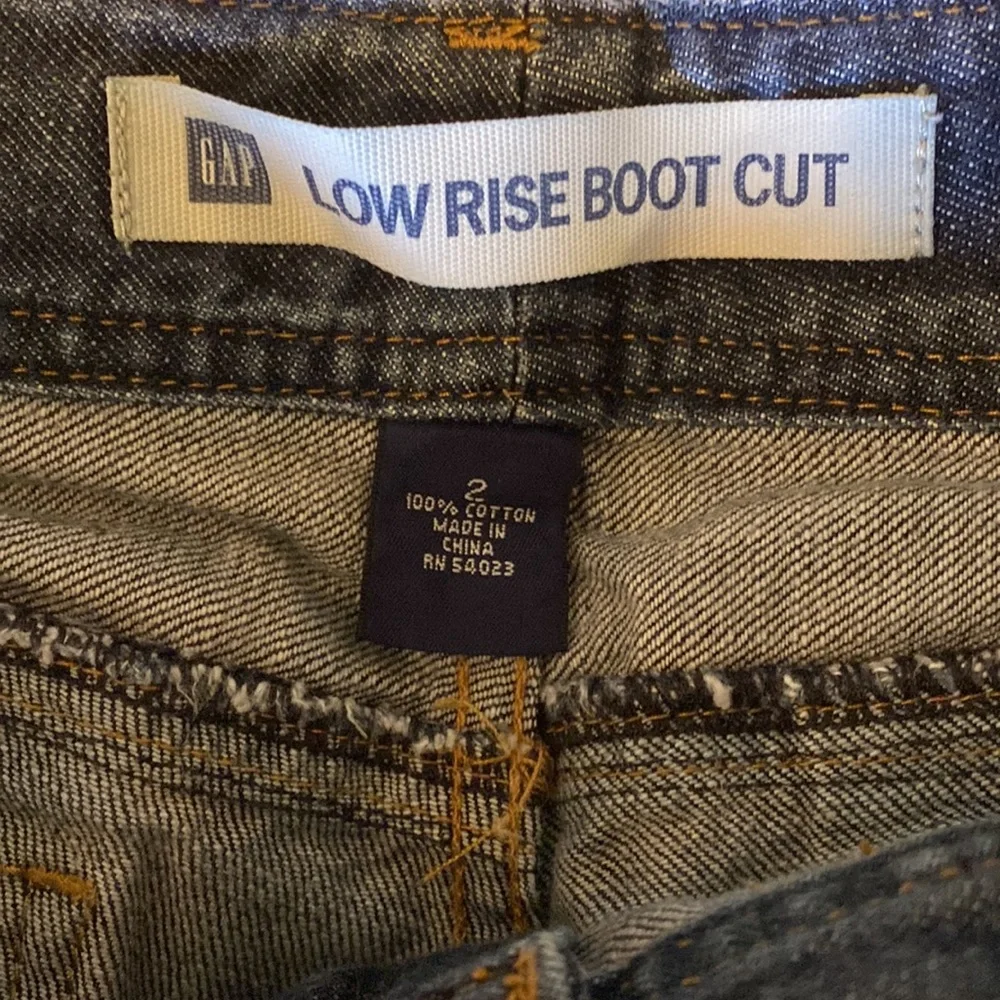 GAP LOW RISE BOOT CUT
2
100% COTTON
MADE IN
CHINA
RN 54023